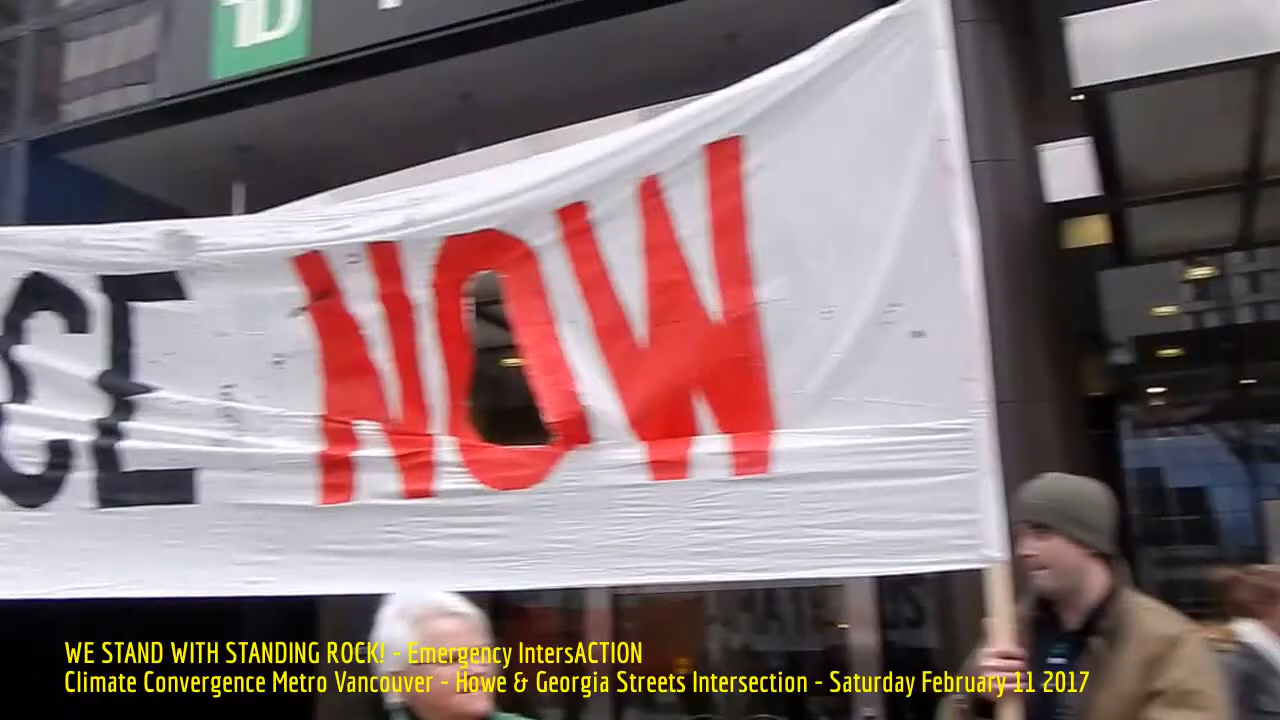 TD
CE NOW
WE STAND WITH STANDING ROCK! - Emergency IntersACTION
Climate Convergence Metro Vancouver - Howe & Georgia Streets Intersection - Saturday February 11 2017